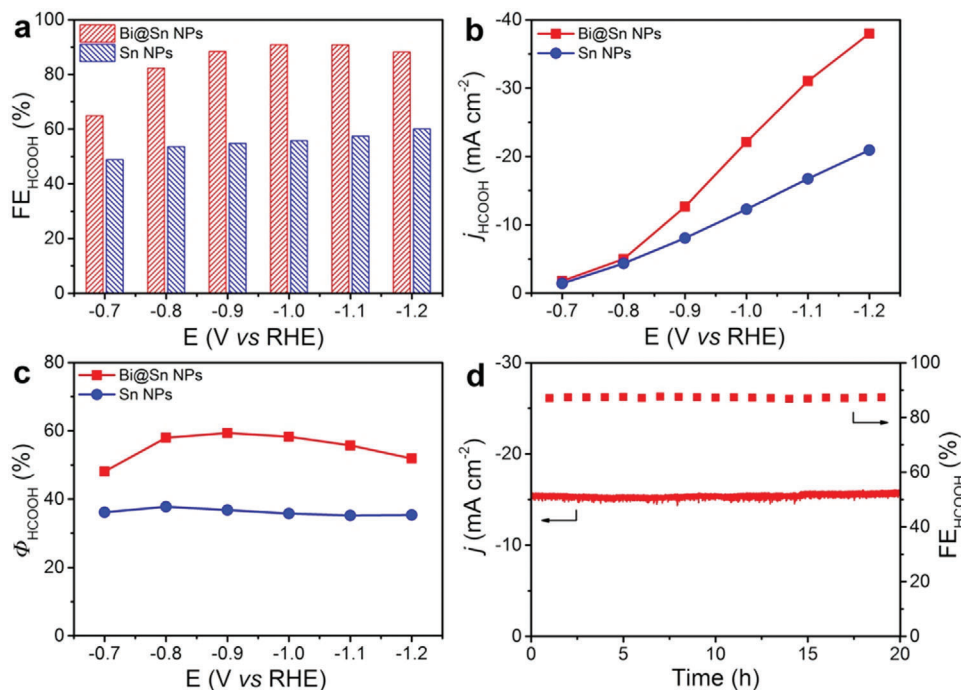 a
Bi@Sn NPs
Sn NPs
FE_HCOOH (%)
100
80
60
40
20
0
-0.7 -0.8 -0.9 -1.0 -1.1 -1.2
E (V vs RHE)
b
Bi@Sn NPs
Sn NPs
j_HCOOH (mA cm-2)
-40
-30
-20
-10
0
-0.7 -0.8 -0.9 -1.0 -1.1 -1.2
E (V vs RHE)
c
Bi@Sn NPs
Sn NPs
Φ_HCOOH (%)
80
60
40
20
0
-0.7 -0.8 -0.9 -1.0 -1.1 -1.2
E (V vs RHE)
d
j (mA cm-2)
-30
-20
-10
0
0 5 10 15 20
Time (h)
100
80
60
40
20
0
FE_HCOOH (%)